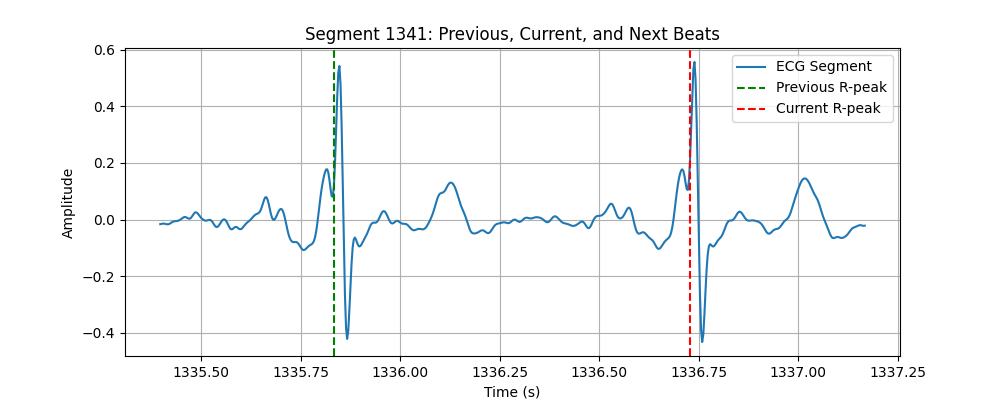 Segment 1341: Previous, Current, and Next Beats
ECG Segment
Previous R-peak
Current R-peak
Amplitude
0.6
0.4
0.2
0.0
−0.2
−0.4
1335.50 1335.75 1336.00 1336.25 1336.50 1336.75 1337.00 1337.25
Time (s)